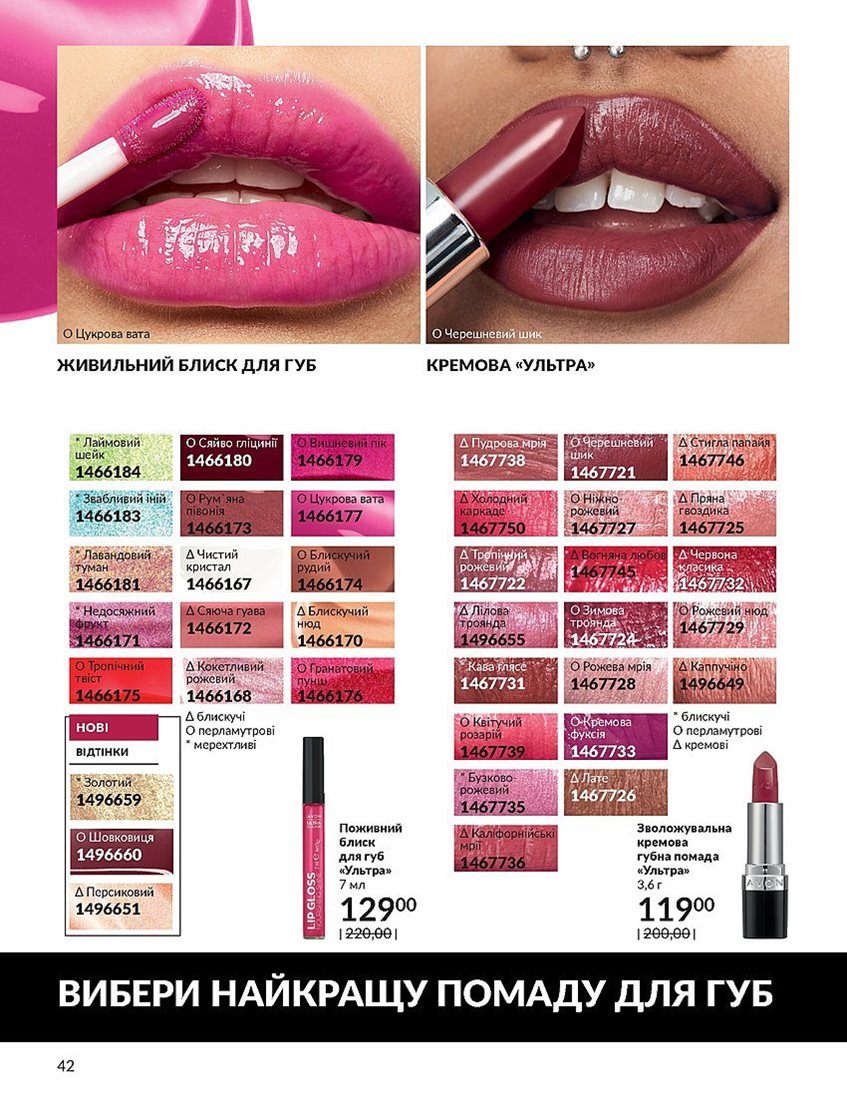 О Цукрова вата
О Черешневий шик
ЖИВИЛЬНИЙ БЛИСК ДЛЯ ГУБ
КРЕМОВА «УЛЬТРА»
* Лаймовий
шейк
1466184
О Сяйво гліцинії
1466180
О Вишневий пік
1466179
* Звабливий іній
1466183
О Рум`яна
півонія
1466173
О Цукрова вата
1466177
* Лавандовий
туман
1466181
Δ Чистий
кристал
1466167
О Блискучий
рудий
1466174
* Недосяжний
фрукт
1466171
Δ Сяюча гуава
1466172
Δ Блискучий
нюд
1466170
О Тропічний
твіст
1466175
Δ Кокетливий
рожевий
1466168
О Гранатовий
пунш
1466176
НОВІ
ВІДТІНКИ
* Золотий
1496659
О Шовковиця
1496660
Δ Персиковий
1496651
Δ блискучі
О перламутрові
* мерехтливі
AVON
ULTRA
LIP GLOSS
Поживний
блиск
для губ
«Ультра»
7 мл
12900
| 220,00 |
Δ Пудрова мрія
1467738
О Черешневий
шик
1467721
Δ Стигла папайя
1467746
Δ Холодний
каркаде
1467750
О Ніжно-
рожевий
1467727
Δ Пряна
гвоздика
1467725
Δ Тропічний
рожевий
1467722
Δ Вогняна любов
1467745
Δ Червона
класика
1467732
Δ Лілова
троянда
1496655
О Зимова
троянда
1467724
О Рожевий нюд
1467729
* Кава глясе
1467731
О Рожева мрія
1467728
Δ Каппучіно
1496649
О Квітучий
розарій
1467739
О Кремова
фуксія
1467733
* блискучі
О перламутрові
Δ кремові
* Бузково-
рожевий
1467735
Δ Лате
1467726
Δ Каліфорнійські
мрії
1467736
Зволожувальна
кремова
губна помада
«Ультра»
3,6 г
11900
| 200,00 |
AVON
ВИБЕРИ НАЙКРАЩУ ПОМАДУ ДЛЯ ГУБ
42